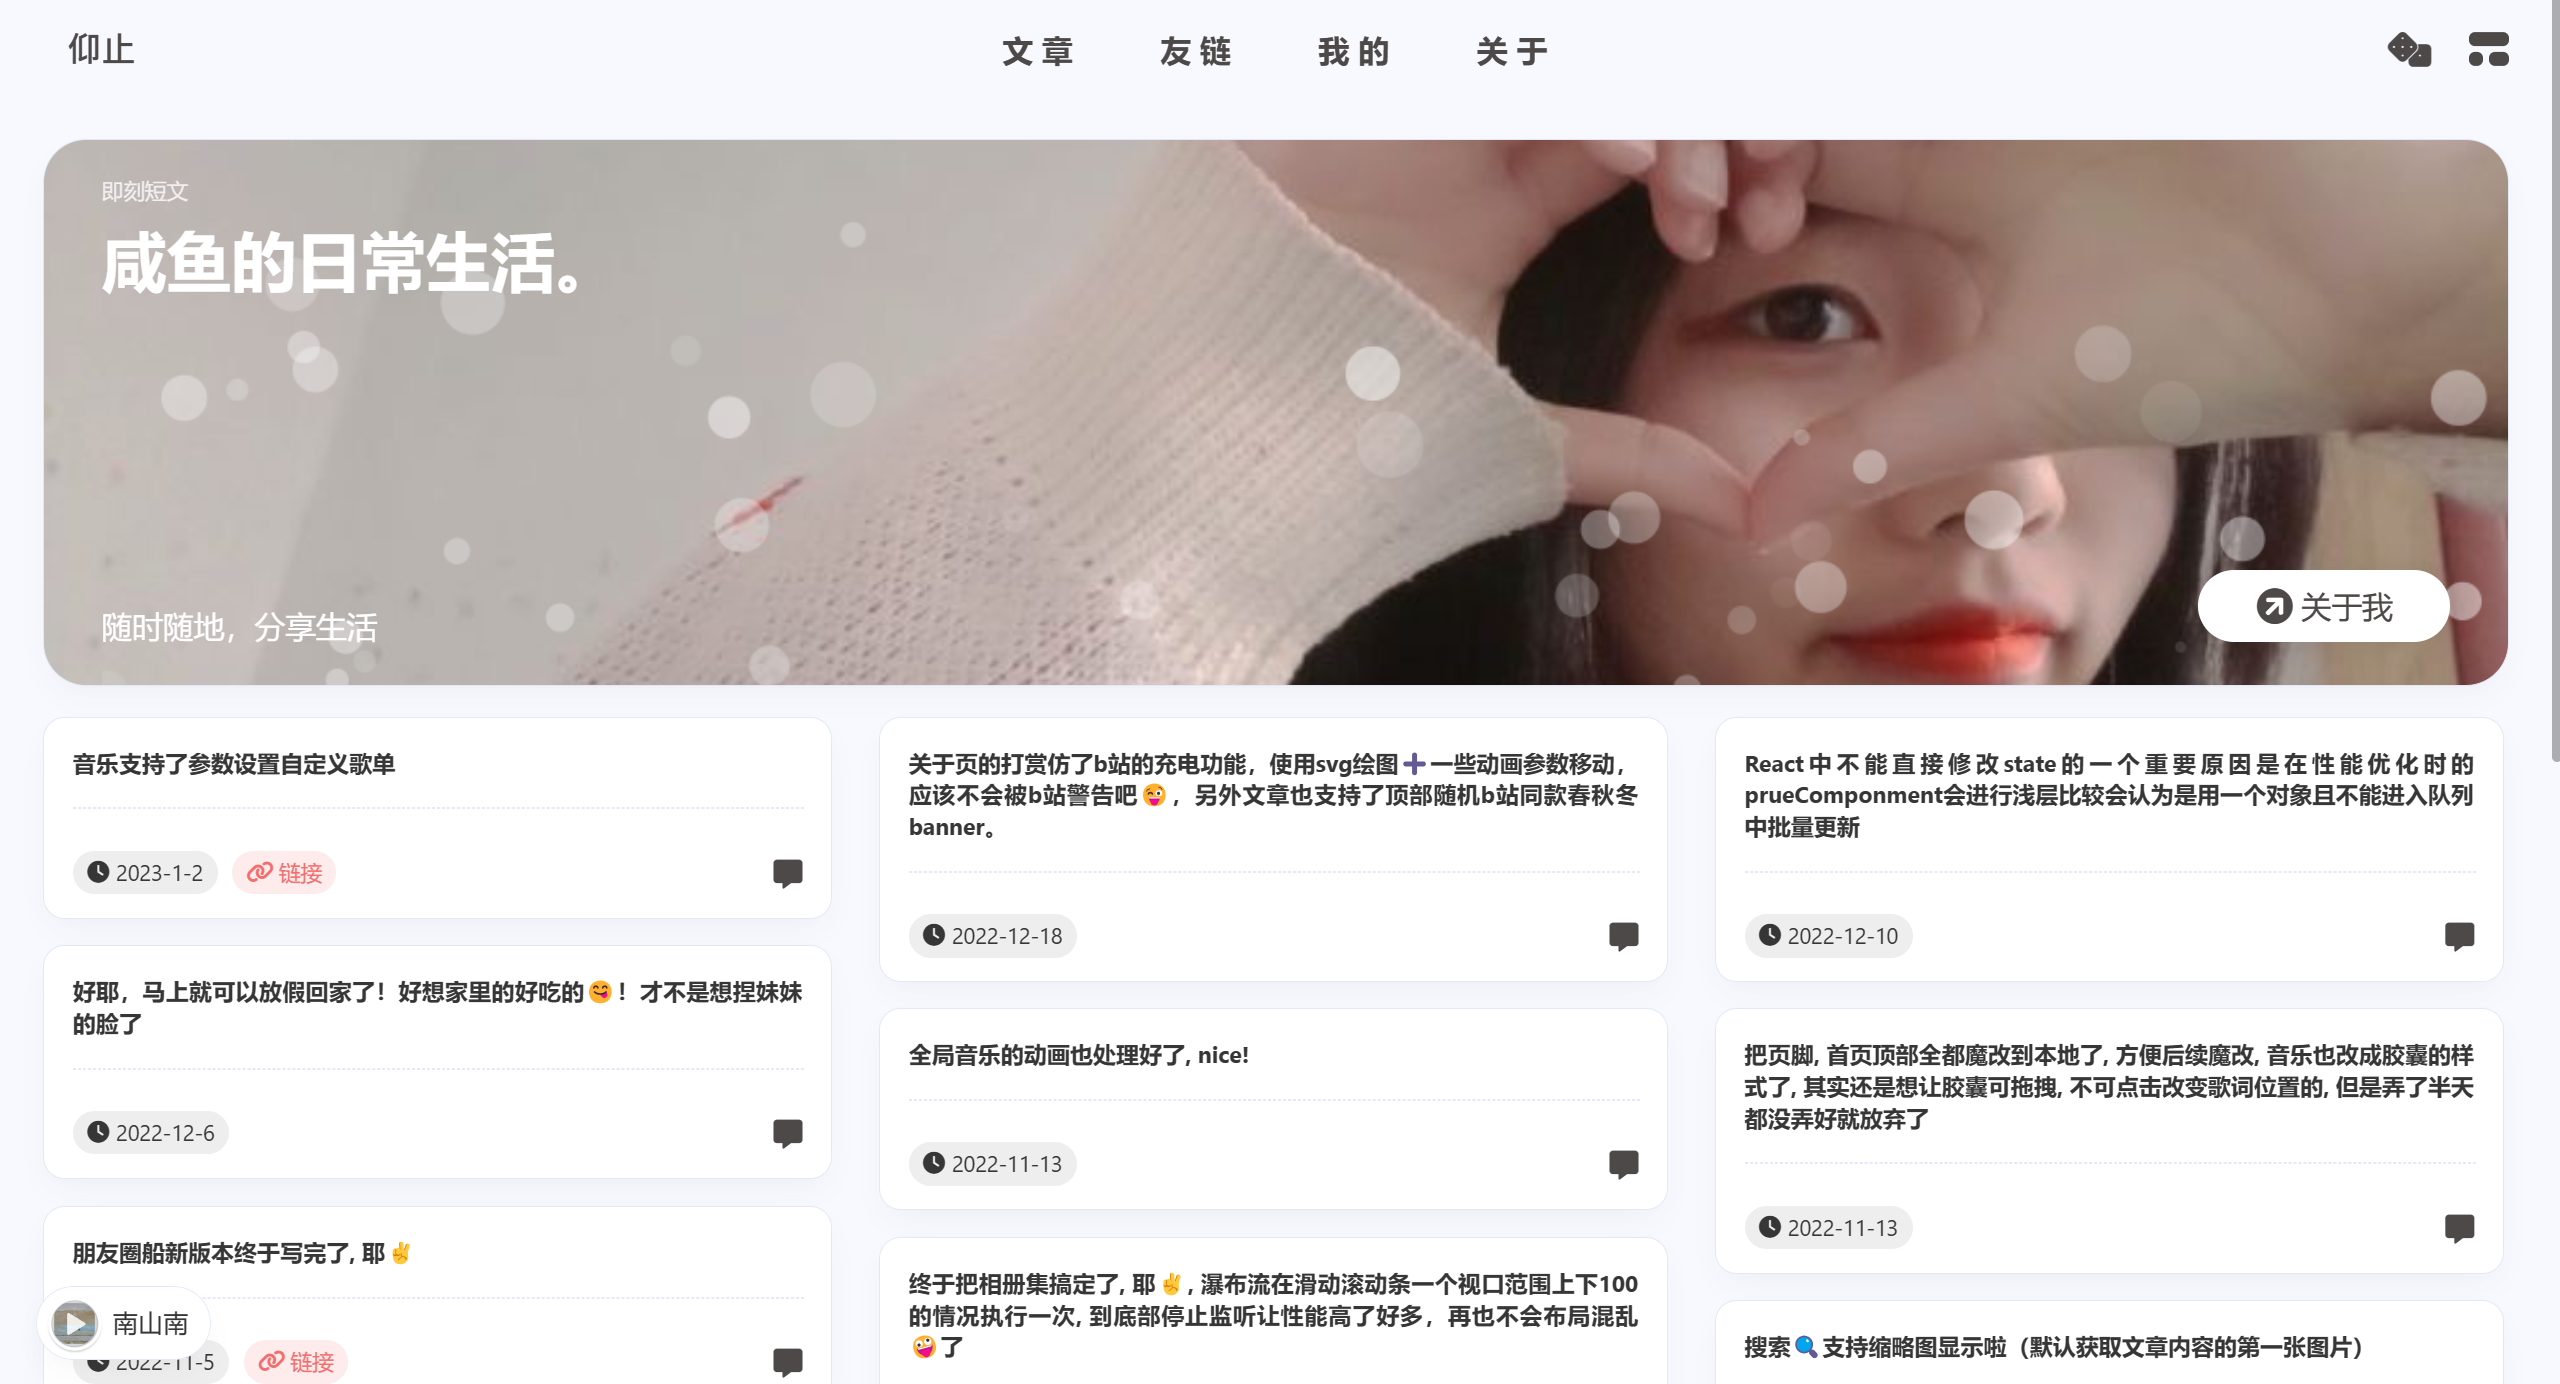 仰止
文章 友链 我的 关于
即刻短文
咸鱼的日常生活。
随时随地，分享生活
关于我
音乐支持了参数设置自定义歌单
2023-1-2 链接
好耶，马上就可以放假回家了！好想家里的好吃的😋！才不是想捏妹妹
的脸了
2022-12-6
朋友圈船新版本终于写完了, 耶✌
南山南
2022-11-5 链接
关于页的打赏仿了b站的充电功能，使用svg绘图➕一些动画参数移动，
应该不会被b站警告吧😜，另外文章也支持了顶部随机b站同款春秋冬
banner。
2022-12-18
全局音乐的动画也处理好了, nice!
2022-11-13
终于把相册集搞定了, 耶✌, 瀑布流在滑动滚动条一个视口范围上下100
的情况执行一次, 到底部停止监听让性能高了好多，再也不会布局混乱
🤪了
React中不能直接修改state的一个重要原因是在性能优化时的
prueComponment会进行浅层比较会认为是用一个对象且不能进入队列
中批量更新
2022-12-10
把页脚, 首页顶部全都魔改到本地了, 方便后续魔改, 音乐也改成胶囊的样
式了, 其实还是想让胶囊可拖拽, 不可点击改变歌词位置的, 但是弄了半天
都没弄好就放弃了
2022-11-13
搜索🔍支持缩略图显示啦（默认获取文章内容的第一张图片）